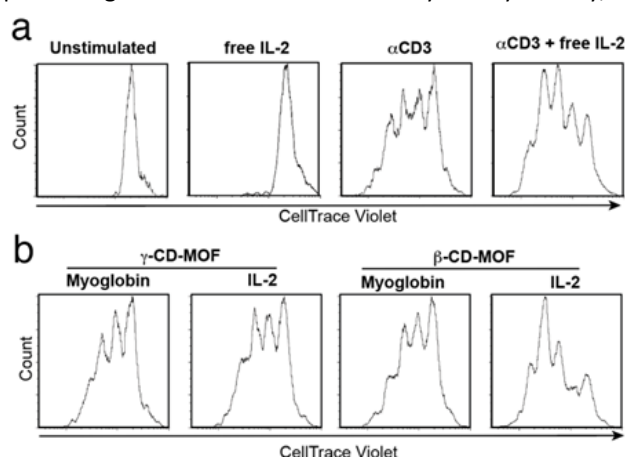 a
Unstimulated free IL-2 αCD3 αCD3 + free IL-2
Count
CellTrace Violet
b
γ-CD-MOF β-CD-MOF
Myoglobin IL-2 Myoglobin IL-2
Count
CellTrace Violet